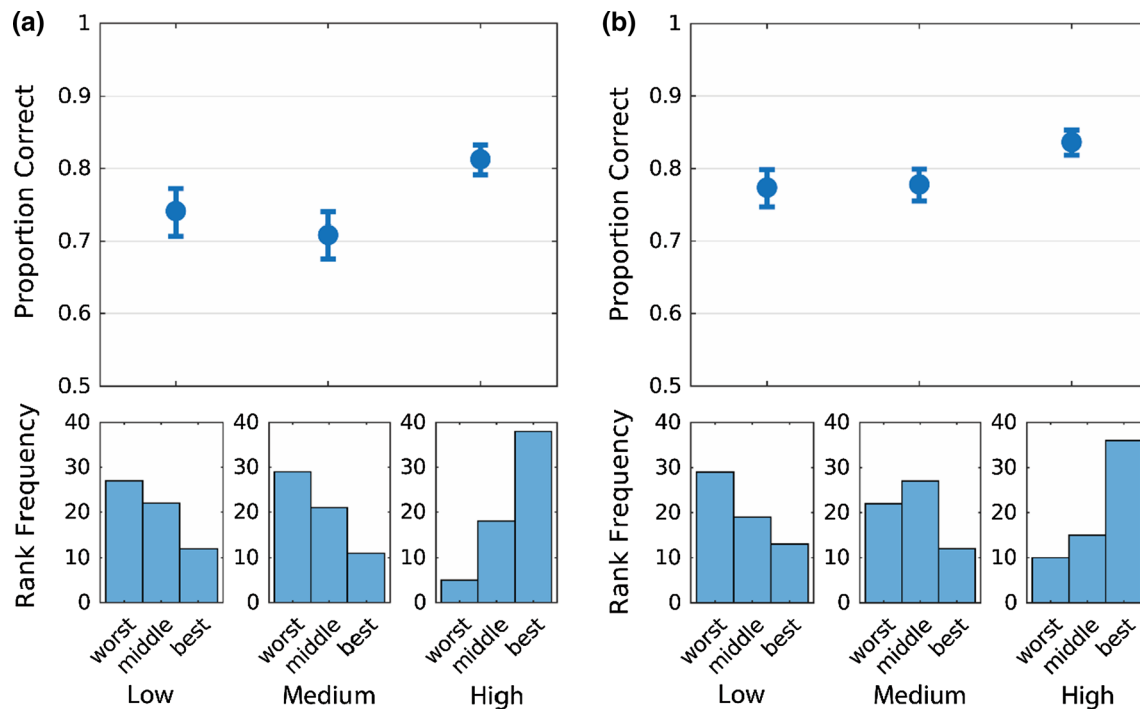 (a)
Proportion Correct
1
0.9
0.8
0.7
0.6
0.5
Rank Frequency
40
30
20
10
0
worst
middle
best
Low
40
30
20
10
0
worst
middle
best
Medium
40
30
20
10
0
worst
middle
best
High
(b)
Proportion Correct
1
0.9
0.8
0.7
0.6
0.5
Rank Frequency
40
30
20
10
0
worst
middle
best
Low
40
30
20
10
0
worst
middle
best
Medium
40
30
20
10
0
worst
middle
best
High